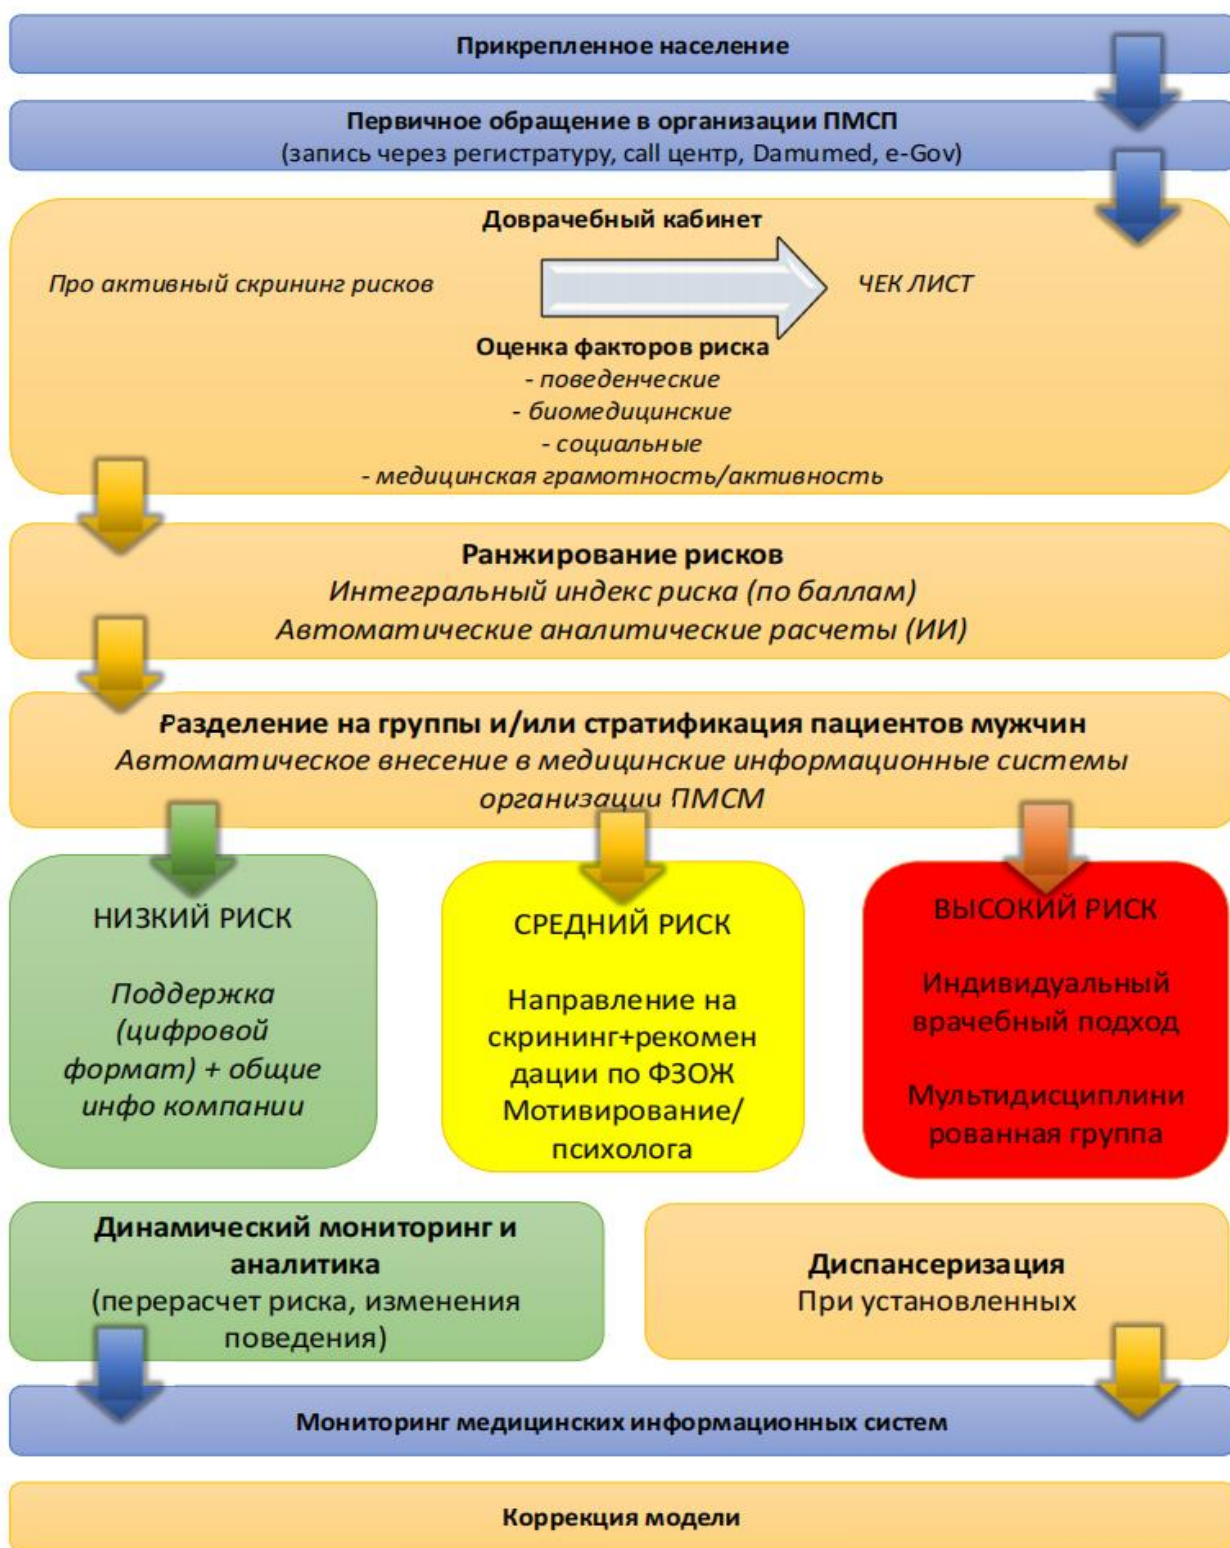 Прикрепленное население
Первичное обращение в организации ПМСП
(запись через регистратуру, call центр, Damumed, e-Gov)
Доврачебный кабинет
Про активный скрининг рисков
ЧЕК ЛИСТ
Оценка факторов риска
- поведенческие
- биомедицинские
- социальные
- медицинская грамотность/активность
Ранжирование рисков
Интегральный индекс риска (по баллам)
Автоматические аналитические расчеты (ИИ)
Разделение на группы и/или стратификация пациентов мужчин
Автоматическое внесение в медицинские информационные системы
организации ПМСМ
НИЗКИЙ РИСК
Поддержка
(цифровой
формат) + общие
инфо компании
СРЕДНИЙ РИСК
Направление на
скрининг+рекомен
дации по ФЗОЖ
Мотивирование/
психолога
ВЫСОКИЙ РИСК
Индивидуальный
врачебный подход
Мультидисциплини
рованная группа
Динамический мониторинг и
аналитика
(перерасчет риска, изменения
поведения)
Диспансеризация
При установленных
Мониторинг медицинских информационных систем
Коррекция модели